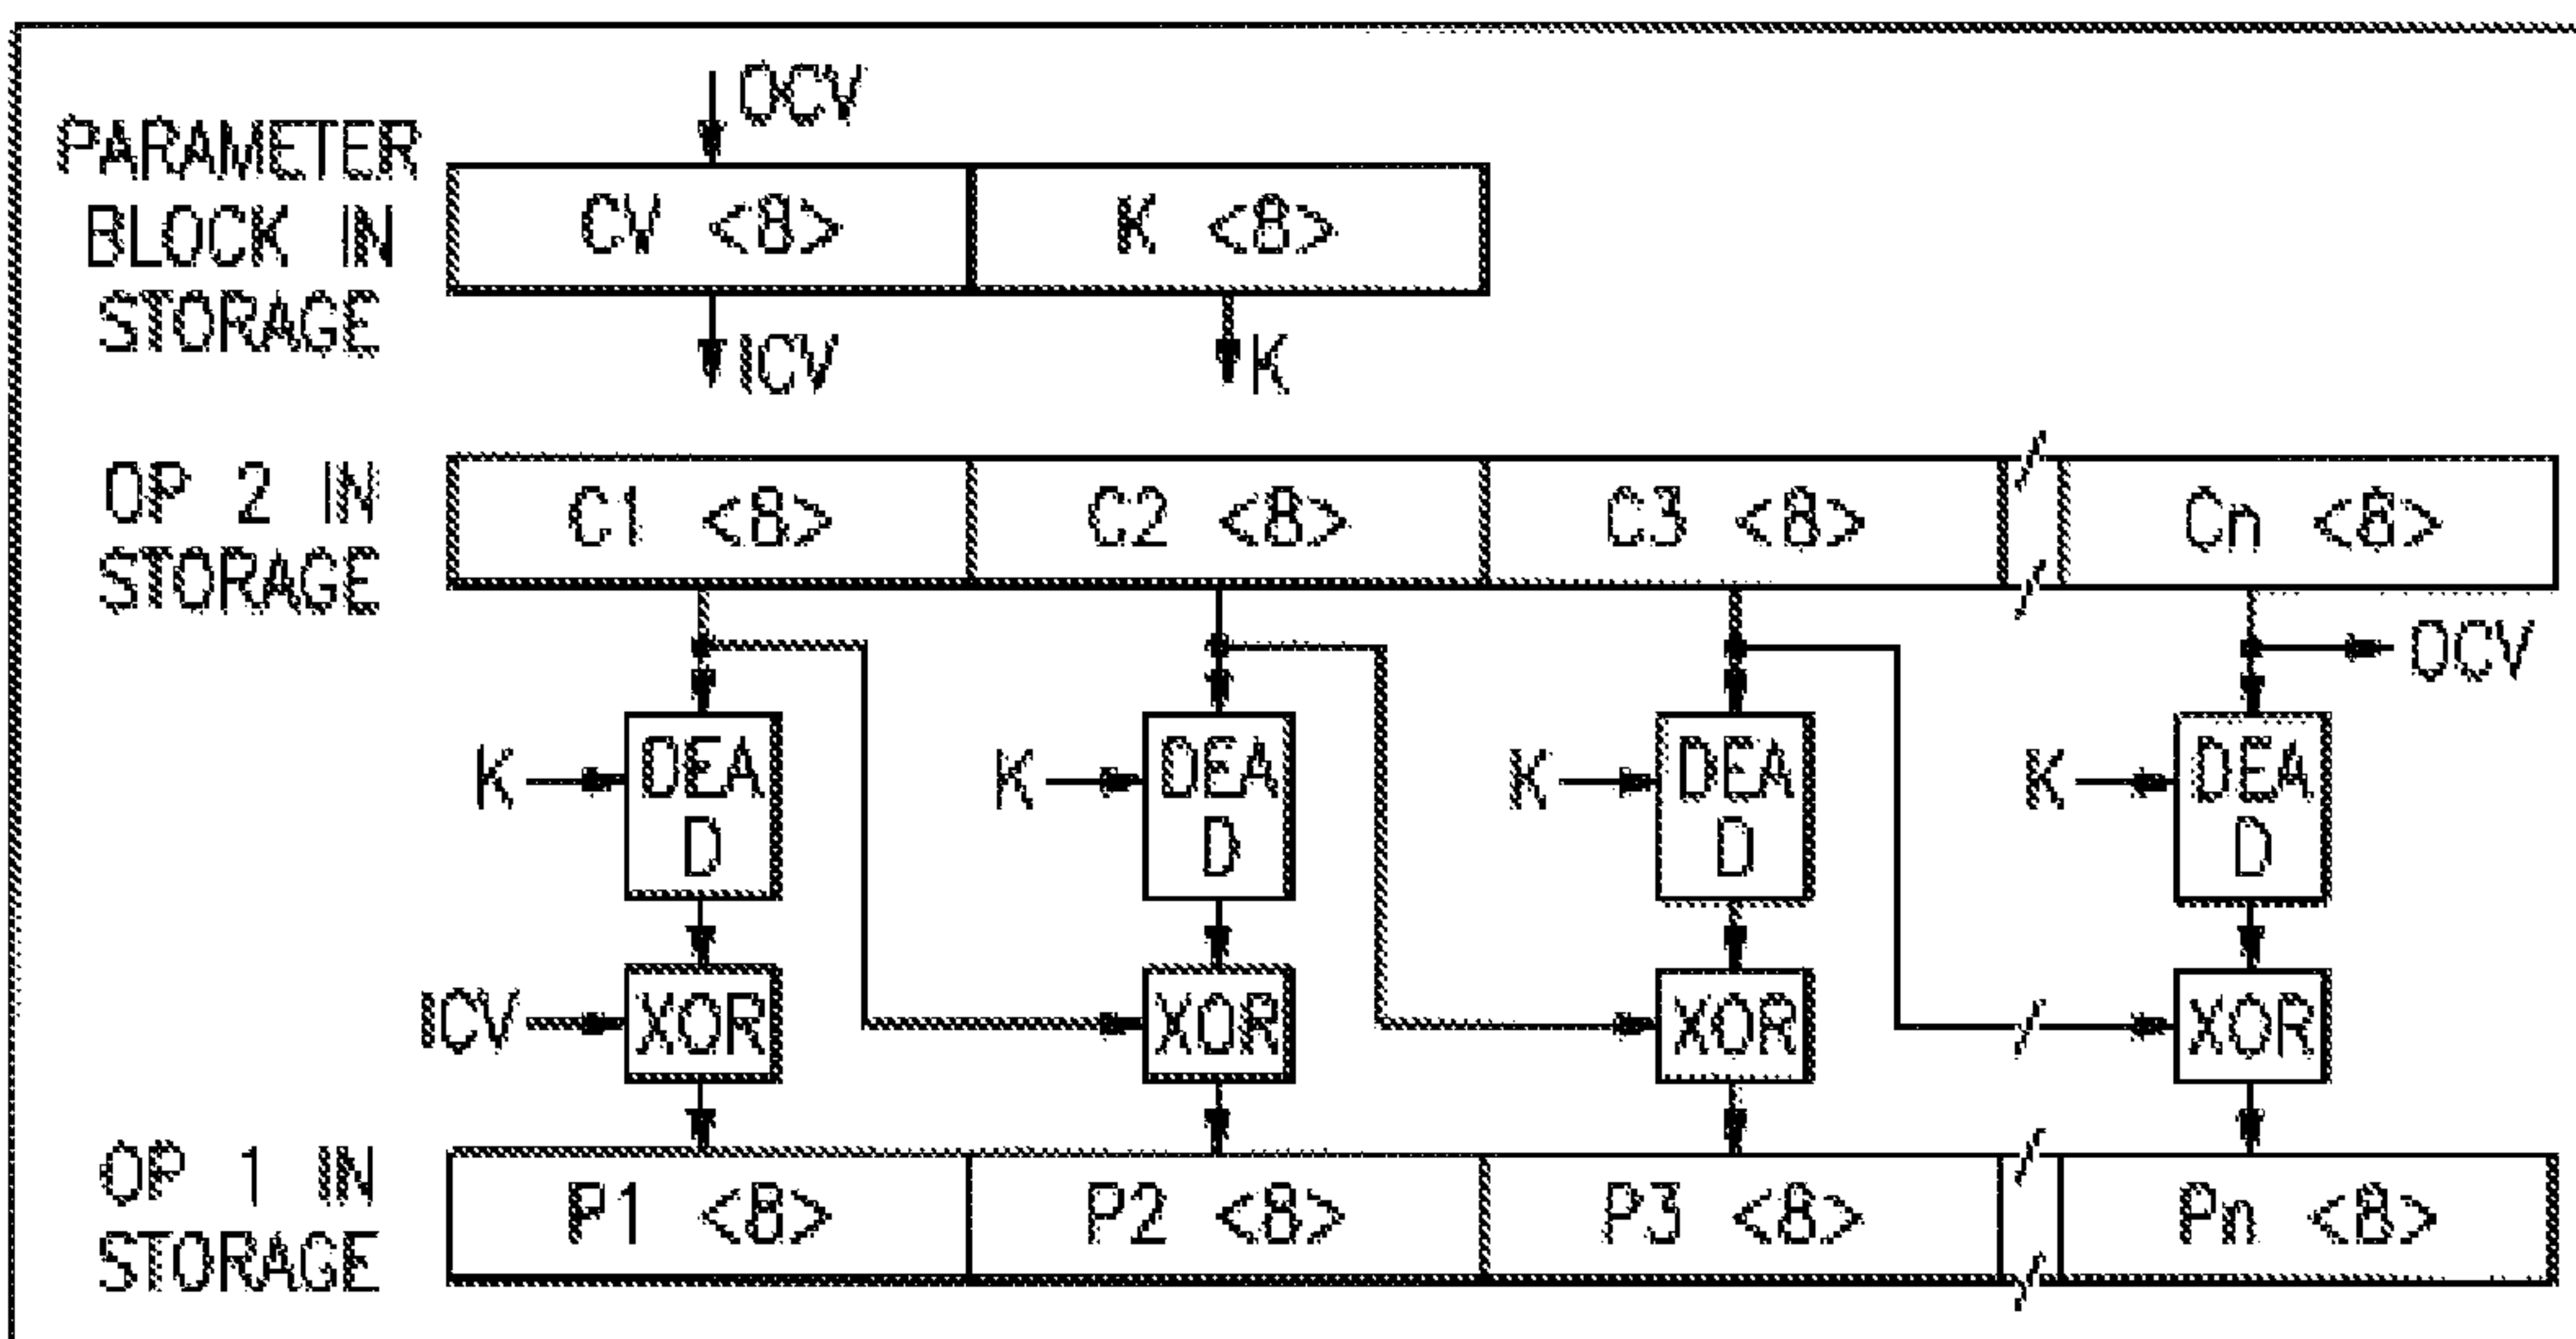 OCV
PARAMETER
BLOCK IN
STORAGE
CV <8> K <8>
ICV K
OP 2 IN
STORAGE
C1 <8> C2 <8> C3 <8> Cn <8>
OCV
K DEA K DEA K DEA K DEA
D D D D
ICV XOR XOR XOR XOR
OP 1 IN
STORAGE
P1 <8> P2 <8> P3 <8> Pn <8>